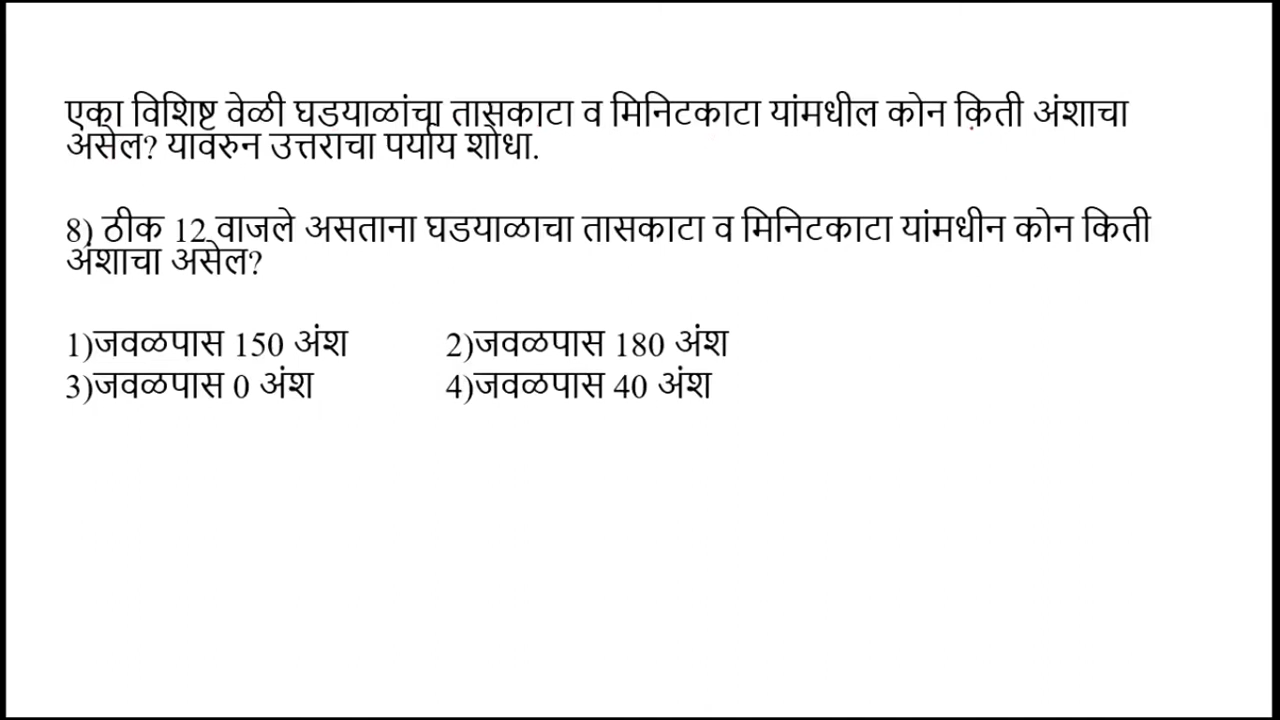 एका विशिष्ट वेळी घडयाळांचा तासकाटा व मिनिटकाटा यांमधील कोन किती अंशाचा
असेल? यावरुन उत्तराचा पर्याय शोधा.
8) ठीक 12 वाजले असताना घडयाळाचा तासकाटा व मिनिटकाटा यांमधीन कोन किती
अंशाचा असेल?
1)जवळपास 150 अंश 2)जवळपास 180 अंश
3)जवळपास 0 अंश 4)जवळपास 40 अंश